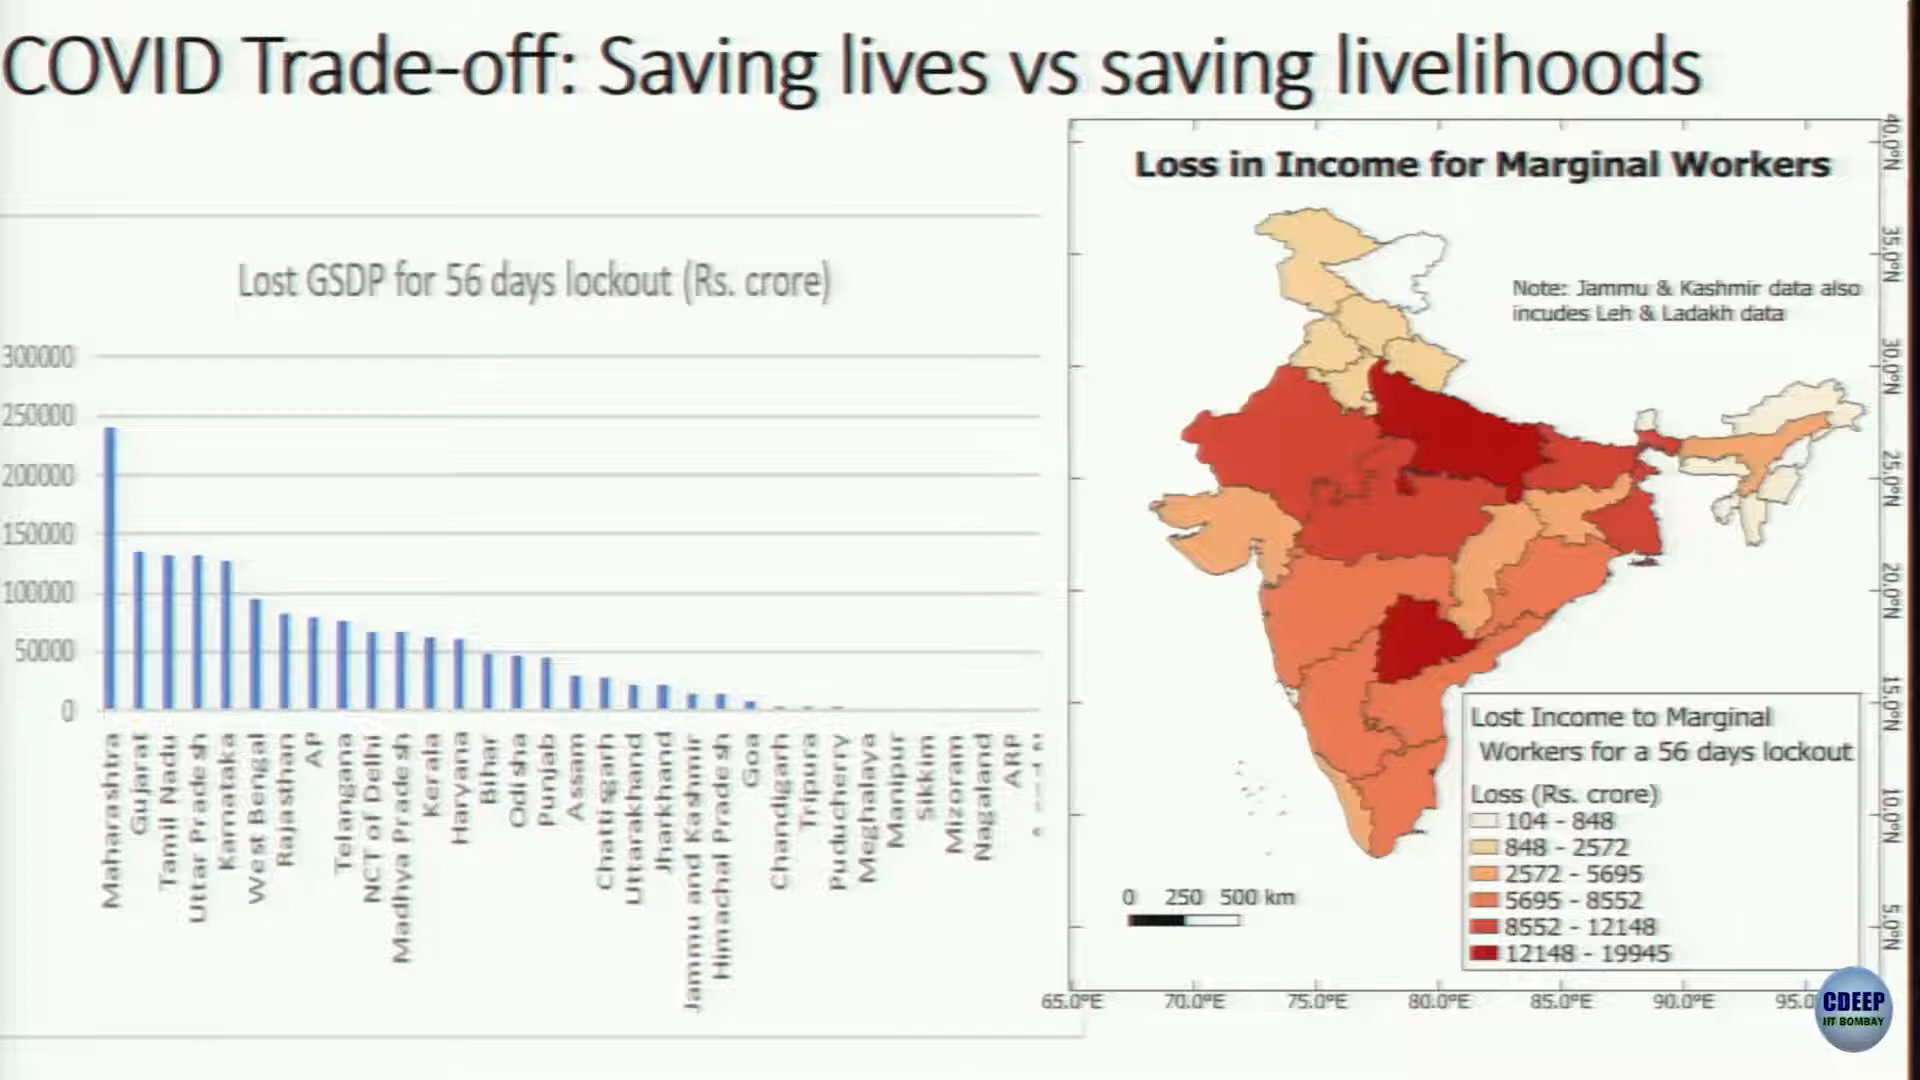 COVID Trade-off: Saving lives vs saving livelihoods
Lost GSDP for 56 days lockout (Rs. crore)
300000
250000
200000
150000
100000
50000
0
Maharashtra
Gujarat
Tamil Nadu
Uttar Pradesh
Karnataka
West Bengal
Rajasthan
AP
Telangana
NCT of Delhi
Madhya Pradesh
Kerala
Haryana
Bihar
Odisha
Punjab
Assam
Chattisgarh
Uttarakhand
Jharkhand
Jammu and Kashmir
Himachal Pradesh
Goa
Chandigarh
Tripura
Puduchery
Meghalaya
Manipur
Sikkim
Mizoram
Nagaland
ARP
Loss in Income for Marginal Workers
Note: Jammu & Kashmir data also
incudes Leh & Ladakh data
40.0°N
35.0°N
30.0°N
25.0°N
20.0°N
15.0°N
10.0°N
5.0°N
Lost Income to Marginal
Workers for a 56 days lockout
Loss (Rs. crore)
104 - 848
848 - 2572
2572 - 5695
5695 - 8552
8552 - 12148
12148 - 19945
0 250 500 km
65.0°E 70.0°E 75.0°E 80.0°E 85.0°E 90.0°E 95.0
CDEEP
IIT BOMBAY